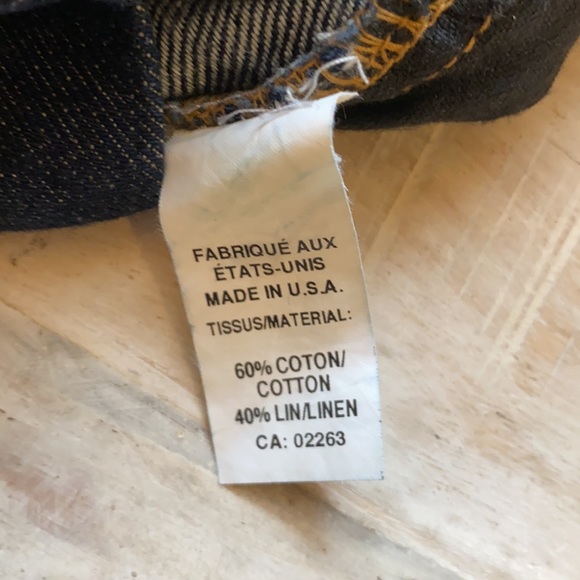 FABRIQUÉ AUX
ÉTATS-UNIS
MADE IN U.S.A.
TISSUS/MATERIAL:
60% COTON/
COTTON
40% LIN/LINEN
CA: 02263